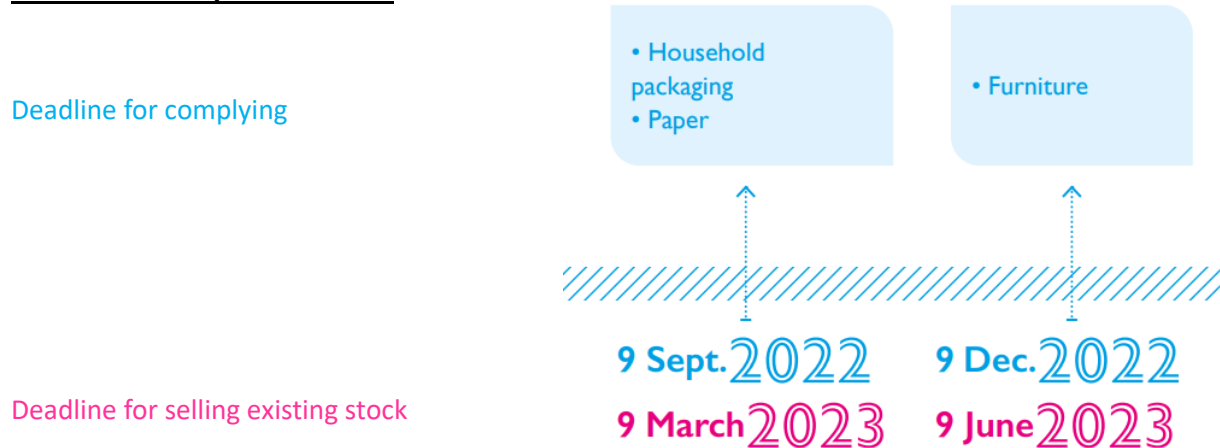 • Household
packaging
• Paper
• Furniture
Deadline for complying
9 Sept. 2022
9 Dec. 2022
Deadline for selling existing stock
9 March 2023
9 June 2023